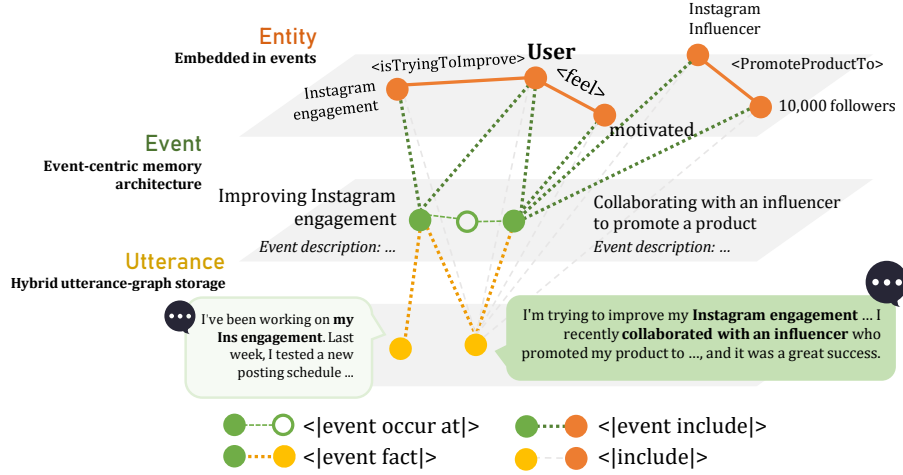 Entity
Embedded in events
Instagram
engagement
<isTryingToImprove>
User
<feel>
motivated
Instagram
Influencer
<PromoteProductTo>
10,000 followers
Event
Event-centric memory
architecture
Improving Instagram
engagement
Event description: ...
Collaborating with an influencer
to promote a product
Event description: ...
Utterance
Hybrid utterance-graph storage
I've been working on my
Ins engagement. Last
week, I tested a new
posting schedule ...
I'm trying to improve my Instagram engagement ... I
recently collaborated with an influencer who
promoted my product to ..., and it was a great success.
<|event occur at|>
<|event include|>
<|event fact|>
<|include|>